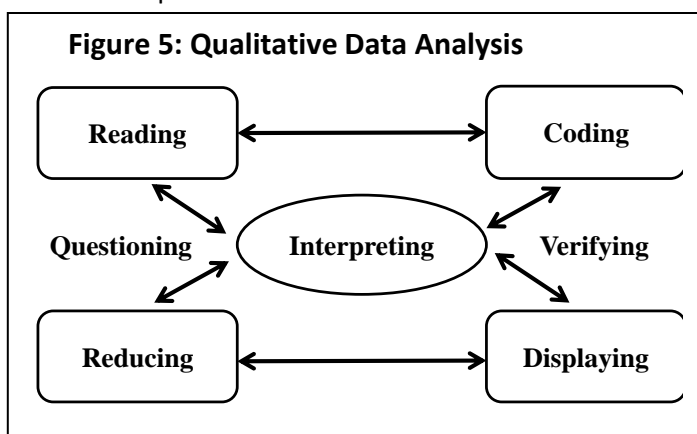 Figure 5: Qualitative Data Analysis
Reading
Coding
Questioning
Interpreting
Verifying
Reducing
Displaying